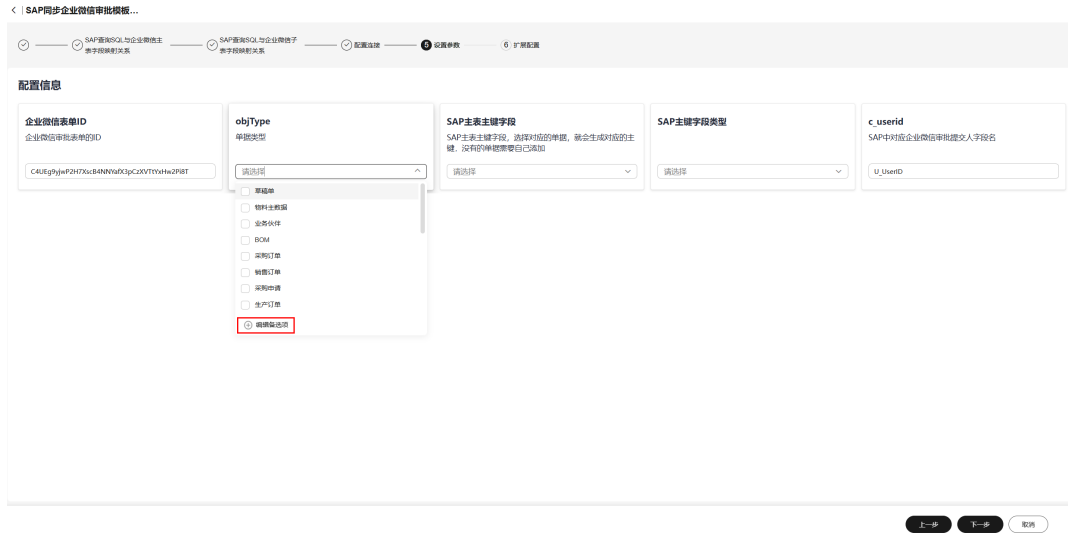 SAP同步企业微信审批模板...
SAP查询SQL与企业微信主
表字段映射关系
SAP查询SQL与企业微信子
表字段映射关系
配置连接
5 设置参数
6 扩展配置
配置信息
企业微信表单ID
企业微信审批表单的ID
C4UEg9yjwP2H7XscB4NNYafX3pCzXVTtYxHw2Pi8T
objType
单据类型
请选择
草稿单
物料主数据
业务伙伴
BOM
采购订单
销售订单
采购申请
生产订单
编辑备选项
SAP主表主键字段
SAP主表主键字段，选择对应的单据，就会生成对应的主
键，没有的单据需要自己添加
请选择
SAP主键字段类型
请选择
c_userid
SAP中对应企业微信审批提交人字段名
U_UserID
上一步
下一步
取消